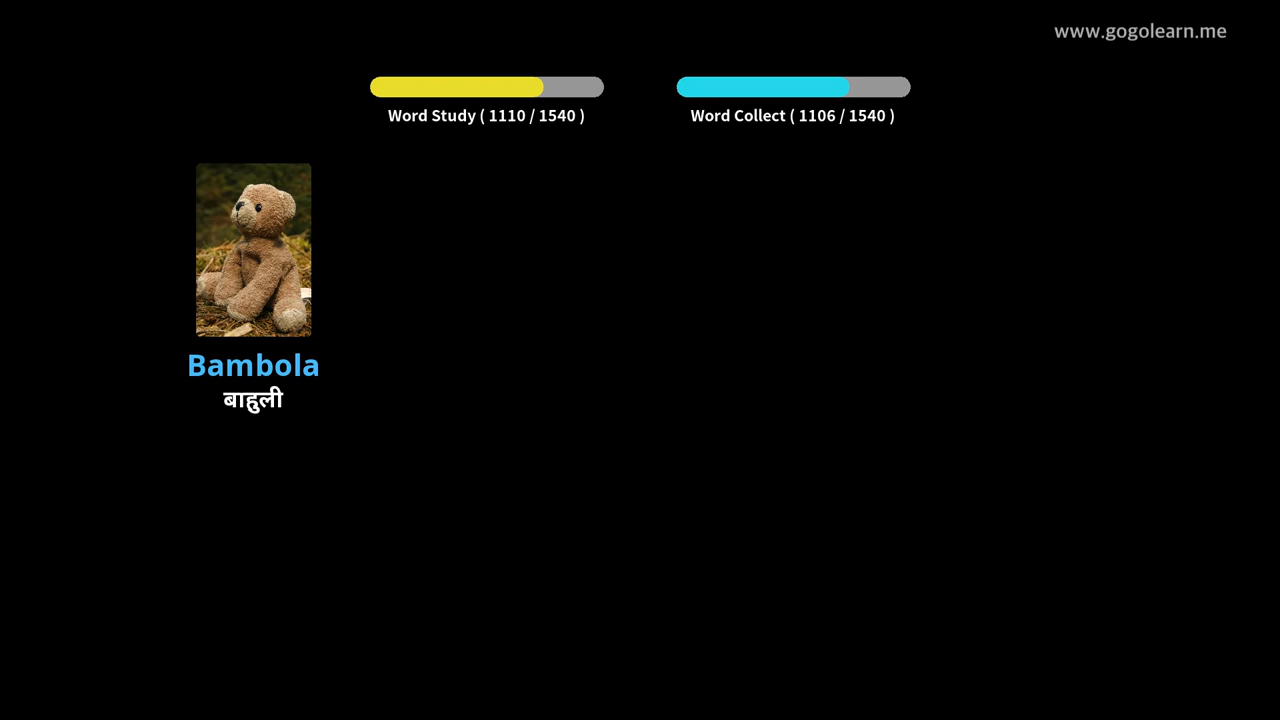 www.gogolearn.me
Word Study ( 1110 / 1540 )
Word Collect ( 1106 / 1540 )
Bambola
बाहुली